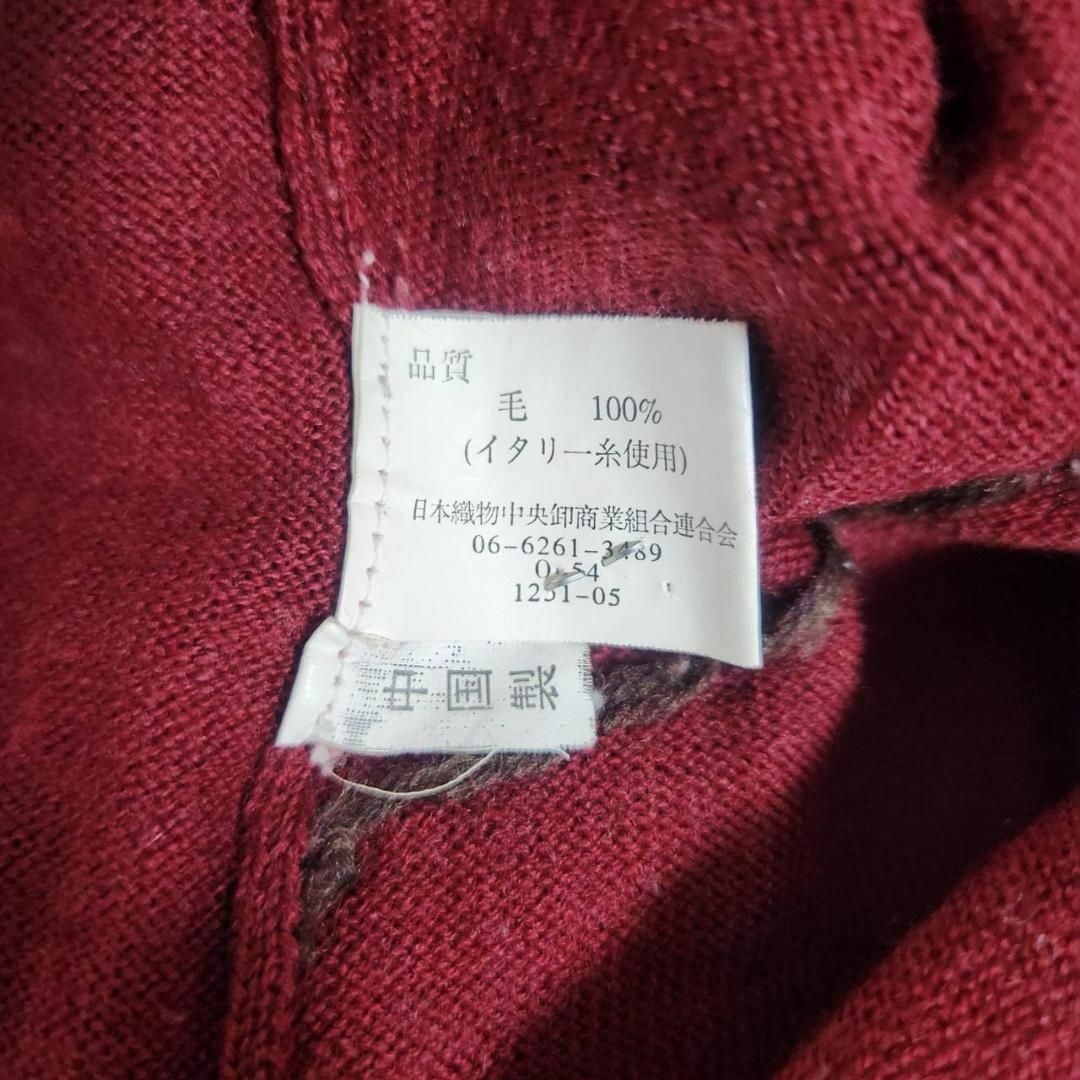 品質
毛 100%
(イタリー糸使用)
日本織物中央卸商業組合連合会
06-6261-3489
1231-05
中国製